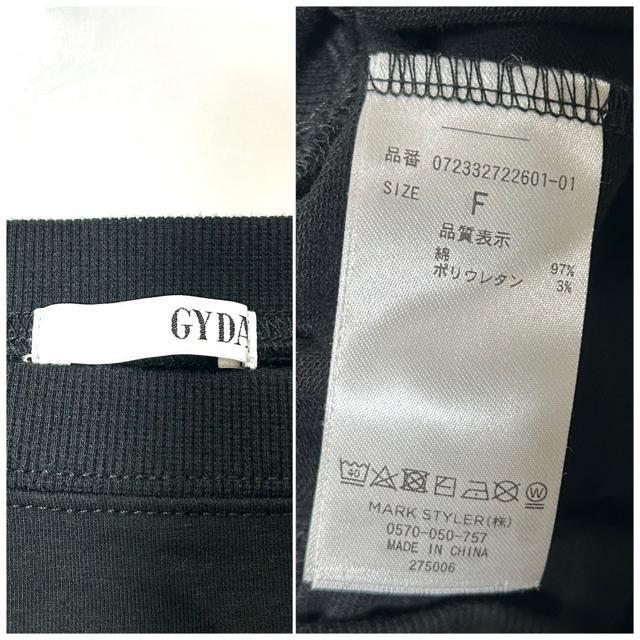 GYDA
品番 072332722601-01
SIZE F
品質表示
綿 97%
ポリウレタン 3%
40
W
MARK STYLER(株)
0570-050-757
MADE IN CHINA
275006